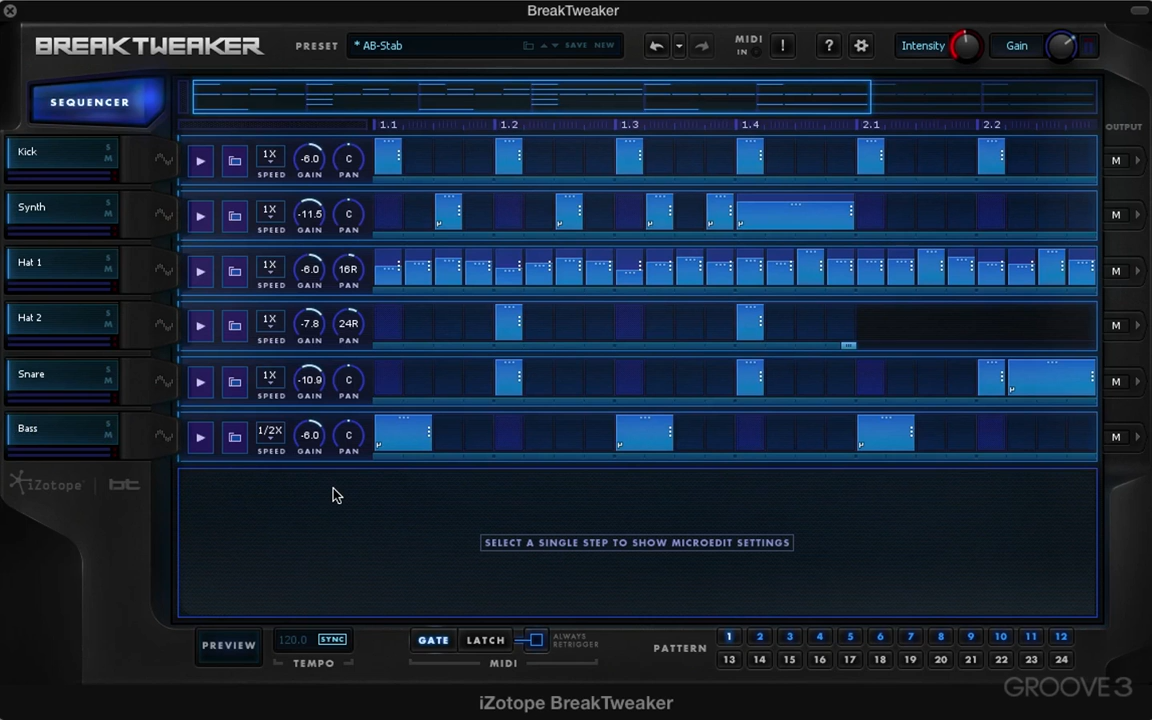 BreakTweaker
BREAKTWEAKER PRESET * AB-Stab SAVE NEW MIDI IN ! ? Intensity Gain
SEQUENCER
1.1 1.2 1.3 1.4 2.1 2.2 OUTPUT
Kick S M 1X SPEED -6.0 GAIN C PAN M
Synth S M 1X SPEED -11.5 GAIN C PAN M
Hat 1 S M 1X SPEED -6.0 GAIN 16R PAN M
Hat 2 S M 1X SPEED -7.8 GAIN 24R PAN M
Snare S M 1X SPEED -10.9 GAIN C PAN M
Bass S M 1/2X SPEED -6.0 GAIN C PAN M
iZotope bt
SELECT A SINGLE STEP TO SHOW MICROEDIT SETTINGS
PREVIEW 120.0 SYNC TEMPO GATE LATCH MIDI ALWAYS RETRIGGER PATTERN
1 2 3 4 5 6 7 8 9 10 11 12
13 14 15 16 17 18 19 20 21 22 23 24
GROOVE3
iZotope BreakTweaker